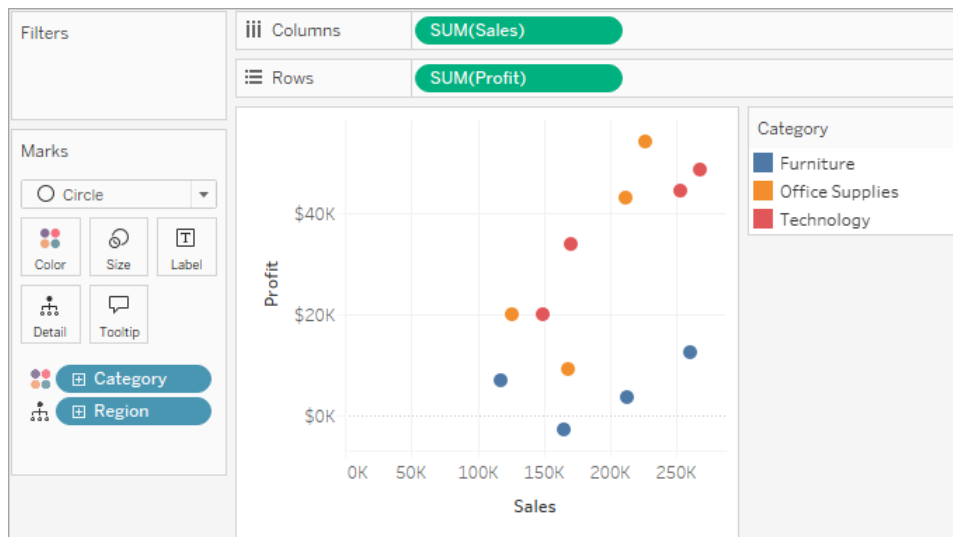 Filters
Columns
SUM(Sales)
Rows
SUM(Profit)
Marks
Circle
Color
Size
Label
Detail
Tooltip
Category
Region
Profit
$40K
$20K
$0K
0K 50K 100K 150K 200K 250K
Sales
Category
Furniture
Office Supplies
Technology